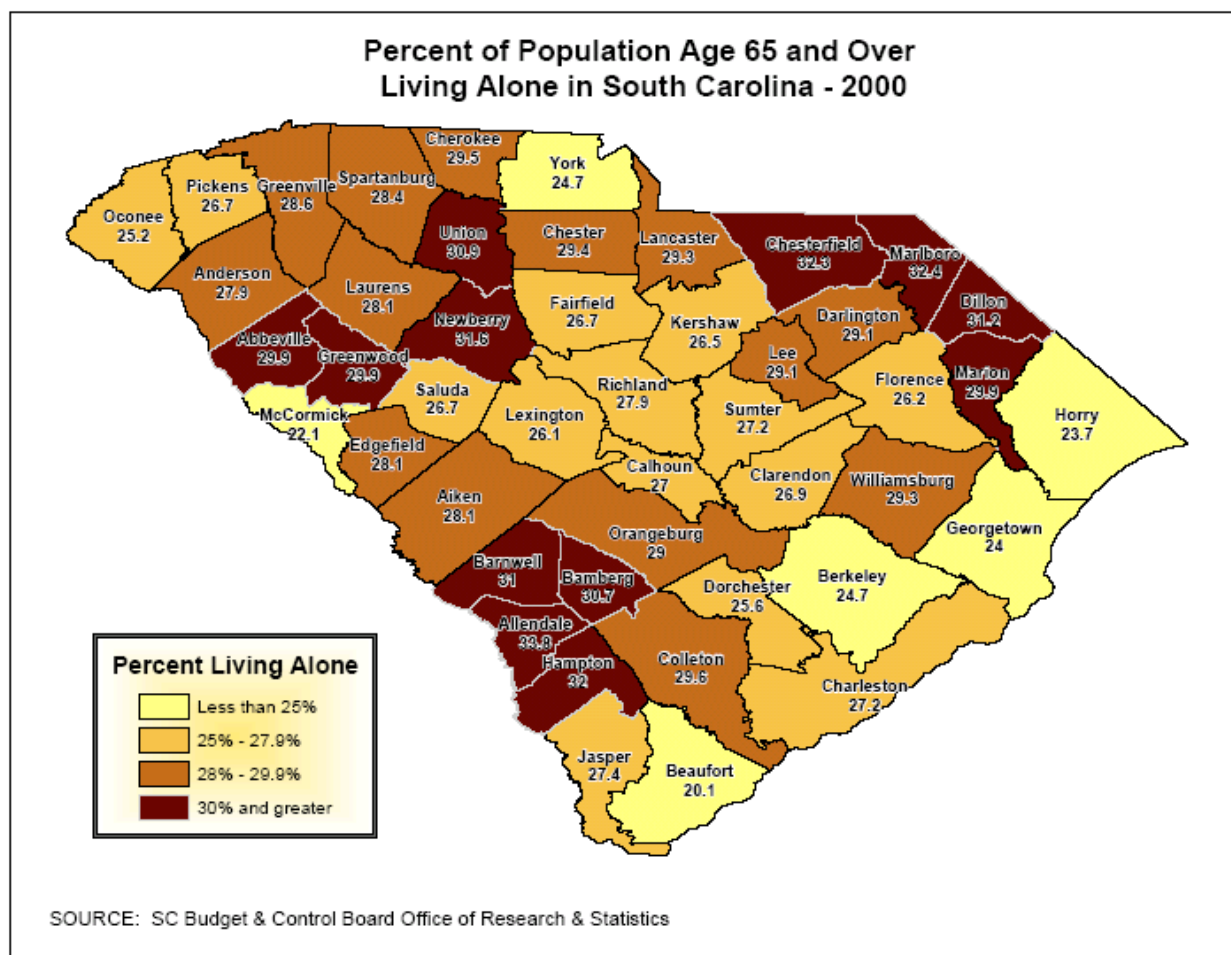 Percent of Population Age 65 and Over
Living Alone in South Carolina - 2000
Cherokee
29.5
York
24.7
Spartanburg
28.4
Greenville
28.6
Pickens
26.7
Oconee
25.2
Union
30.9
Chester
29.4
Lancaster
29.3
Chesterfield
32.3
Marlboro
32.4
Anderson
27.9
Laurens
28.1
Dillon
31.2
Fairfield
26.7
Newberry
31.6
Kershaw
26.5
Darlington
29.1
Abbeville
29.9
Greenwood
29.9
Lee
29.1
Marion
29.9
Florence
26.2
Saluda
26.7
Richland
27.9
Lexington
26.1
Sumter
27.2
McCormick
22.1
Horry
23.7
Edgefield
28.1
Calhoun
27
Clarendon
26.9
Williamsburg
29.3
Aiken
28.1
Georgetown
24
Orangeburg
29
Barnwell
31
Bamberg
30.7
Dorchester
25.6
Berkeley
24.7
Allendale
33.8
Hampton
32
Colleton
29.6
Charleston
27.2
Jasper
27.4
Beaufort
20.1
Percent Living Alone
Less than 25%
25% - 27.9%
28% - 29.9%
30% and greater
SOURCE: SC Budget & Control Board Office of Research & Statistics